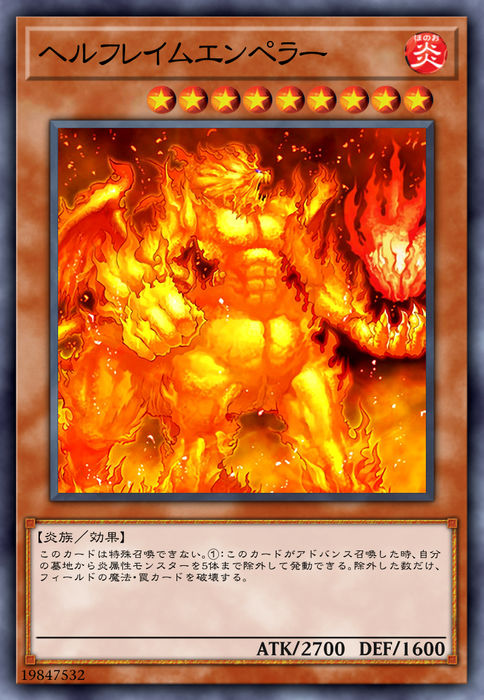 ヘルフレイムエンペラー
ほのお
炎
【炎族／効果】
このカードは特殊召喚できない。①:このカードがアドバンス召喚した時、自分
の墓地から炎属性モンスターを5体まで除外して発動できる。除外した数だけ、
フィールドの魔法・罠カードを破壊する。
ATK/2700 DEF/1600
19847532